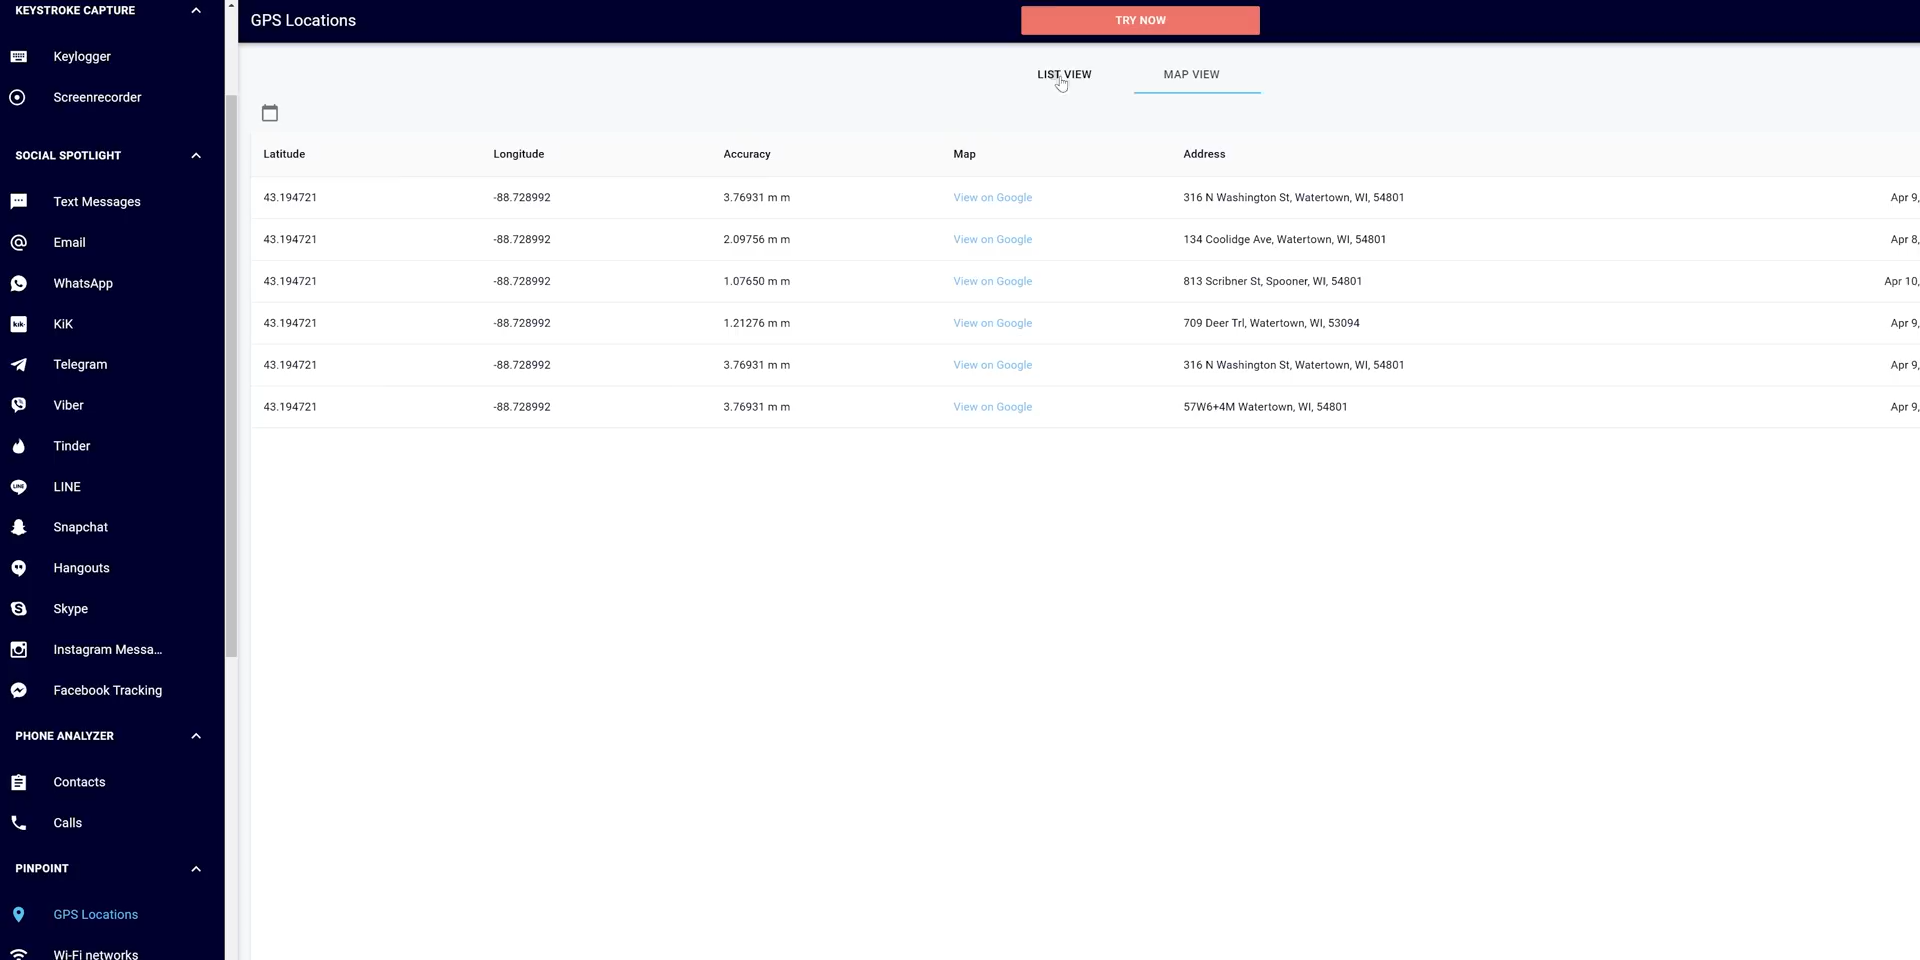 KEYSTROKE CAPTURE
Keylogger
Screenrecorder
SOCIAL SPOTLIGHT
Text Messages
Email
WhatsApp
kik
KiK
Telegram
Viber
Tinder
LINE
LINE
Snapchat
Hangouts
Skype
Instagram Messa...
Facebook Tracking
PHONE ANALYZER
Contacts
Calls
PINPOINT
GPS Locations
Wi-Fi networks
GPS Locations
TRY NOW
LIST VIEW MAP VIEW
Latitude Longitude Accuracy Map Address
43.194721 -88.728992 3.76931 m m View on Google 316 N Washington St, Watertown, WI, 54801 Apr 9,
43.194721 -88.728992 2.09756 m m View on Google 134 Coolidge Ave, Watertown, WI, 54801 Apr 8,
43.194721 -88.728992 1.07650 m m View on Google 813 Scribner St, Spooner, WI, 54801 Apr 10,
43.194721 -88.728992 1.21276 m m View on Google 709 Deer Trl, Watertown, WI, 53094 Apr 9,
43.194721 -88.728992 3.76931 m m View on Google 316 N Washington St, Watertown, WI, 54801 Apr 9,
43.194721 -88.728992 3.76931 m m View on Google 57W6+4M Watertown, WI, 54801 Apr 9,